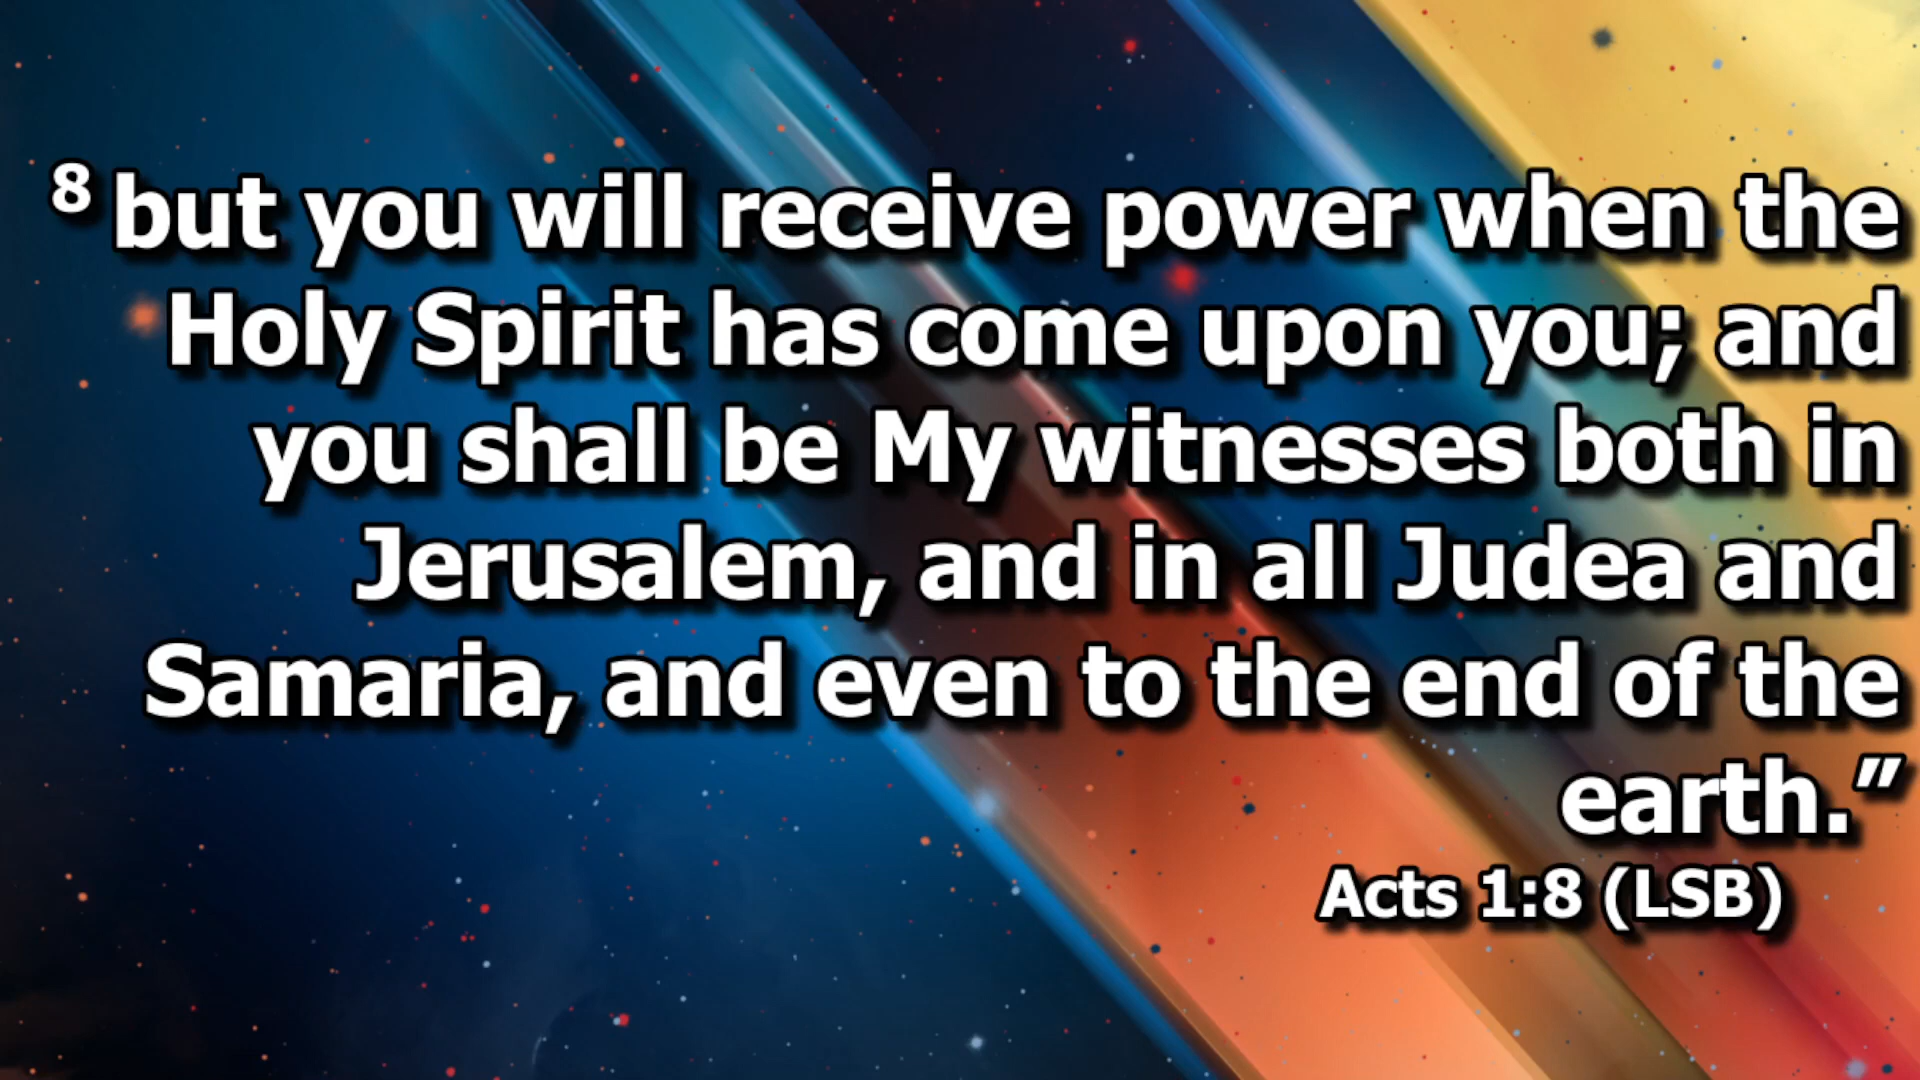 8 but you will receive power when the
Holy Spirit has come upon you; and
you shall be My witnesses both in
Jerusalem, and in all Judea and
Samaria, and even to the end of the
earth.”
Acts 1:8 (LSB)